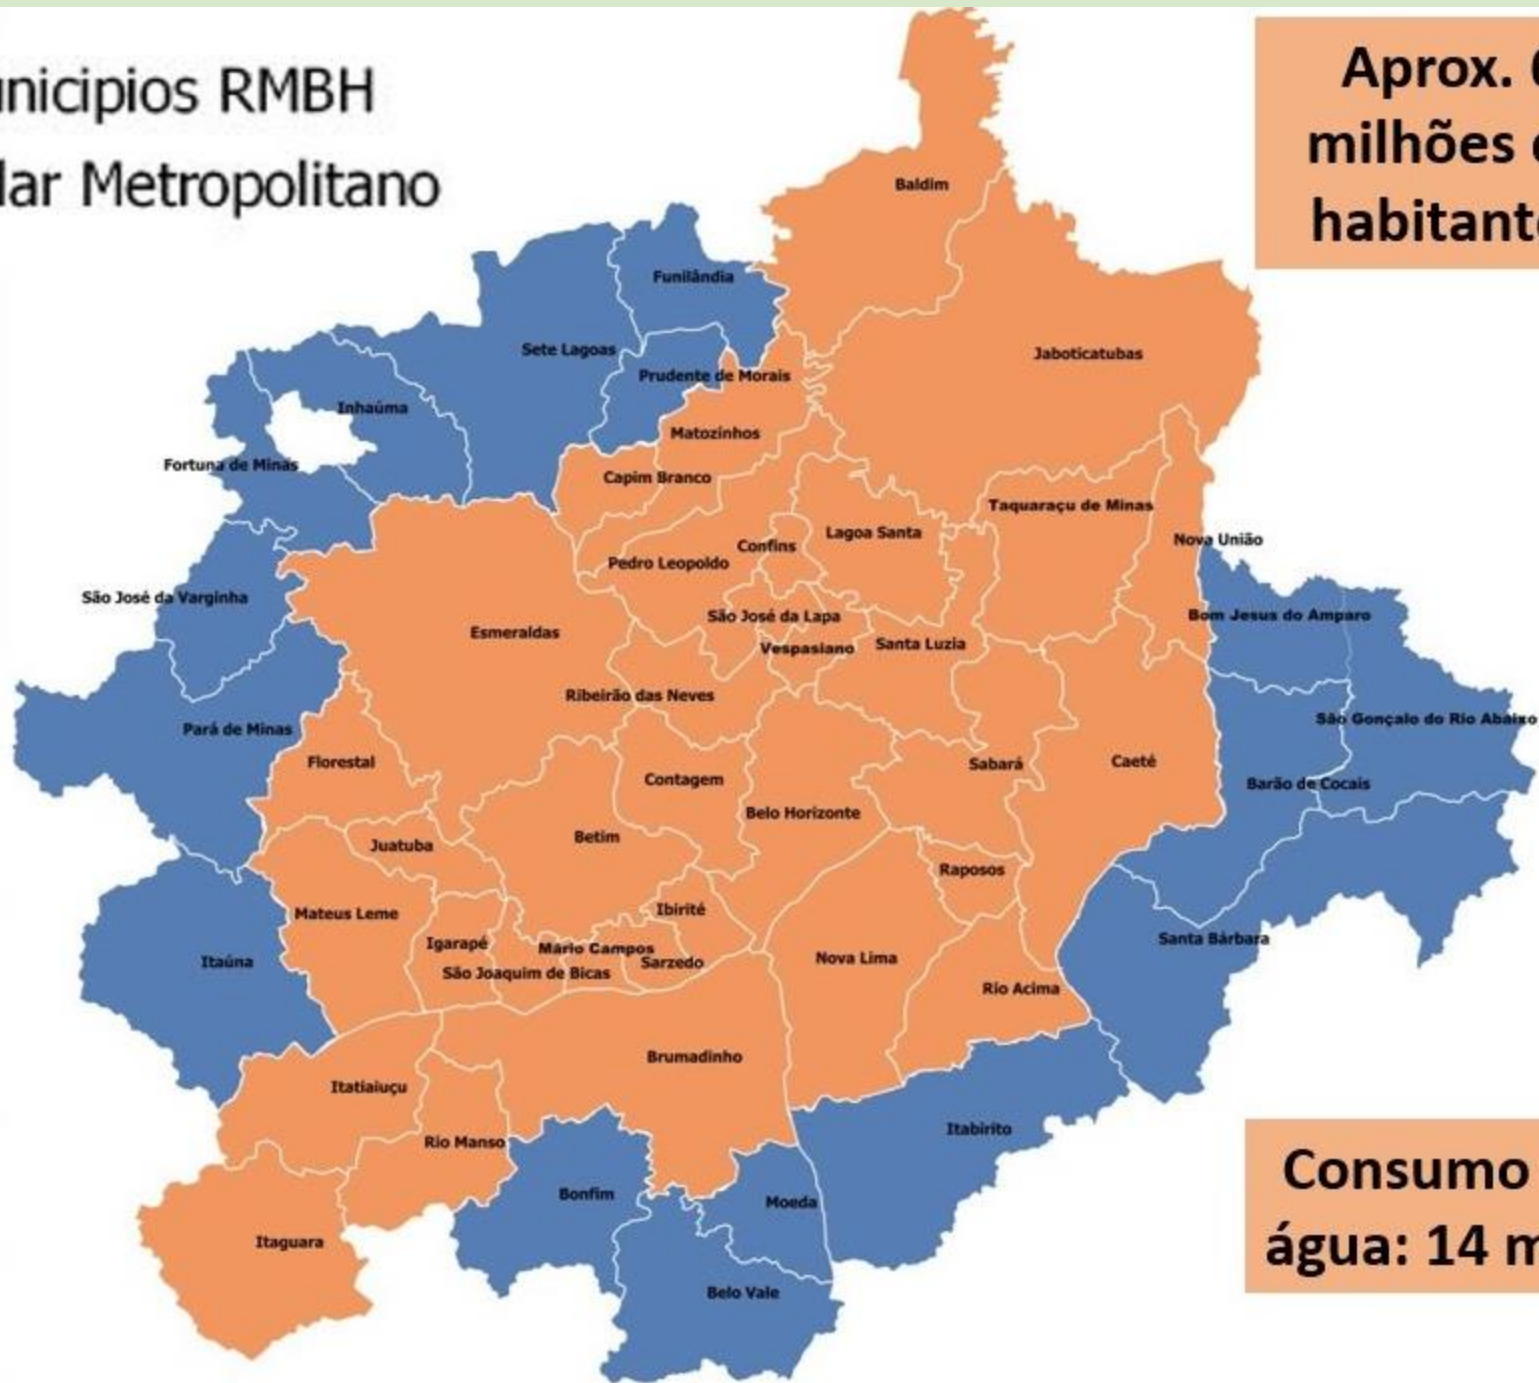 unicipios RMBH
lar Metropolitano
Aprox. 6
milhões
habitant
Baldim
Funilândia
Sete Lagoas
Jaboticatubas
Prudente de Morais
Inhaúma
Matozinhos
Fortuna de Minas
Capim Branco
Taquaraçu de Minas
Lagoa Santa
Nova União
Confins
Pedro Leopoldo
São José da Varginha
Bom Jesus do Amparo
São José da Lapa
Esmeraldas
Santa Luzia
Vespasiano
Ribeirão das Neves
São Gonçalo do Rio Abaixo
Pará de Minas
Florestal
Sabará
Caeté
Contagem
Barão de Cocais
Belo Horizonte
Betim
Juatuba
Raposos
Ibirité
Mateus Leme
Santa Bárbara
Igarapé
Mário Campos
Nova Lima
Itaúna
Sarzedo
São Joaquim de Bicas
Rio Acima
Brumadinho
Itatiaiuçu
Itabirito
Rio Manso
Bonfim
Moeda
Itaguara
Belo Vale
Consumo
água: 14 m